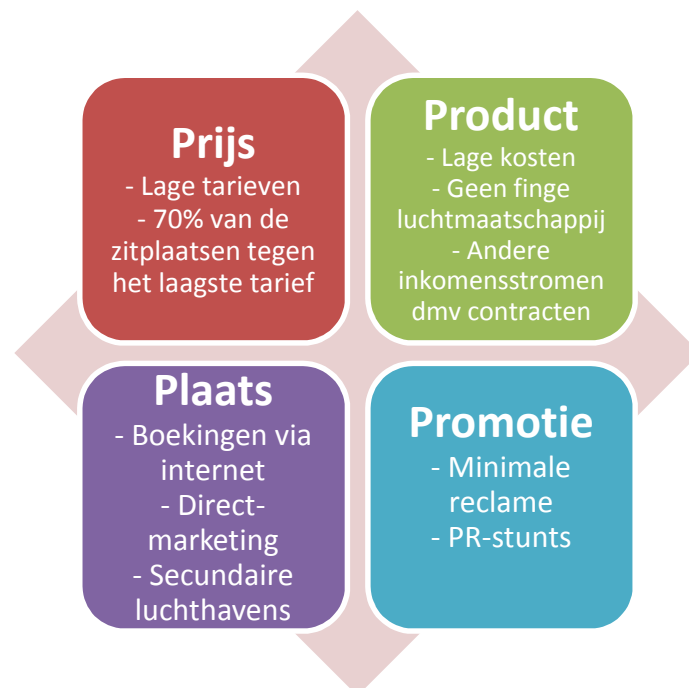 Prijs
- Lage tarieven
- 70% van de
zitplaatsen tegen
het laagste tarief
Product
- Lage kosten
- Geen finge
luchtmaatschappij
- Andere
inkomensstromen
dmv contracten
Plaats
- Boekingen via
internet
- Direct-
marketing
- Secundaire
luchthavens
Promotie
- Minimale
reclame
- PR-stunts